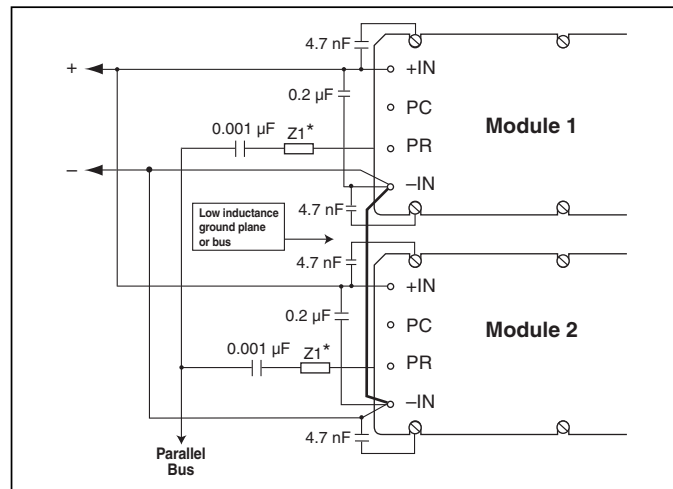 4.7 nF
+
+IN
0.2 µF
PC
Module 1
0.001 µF
Z1*
PR
–
–IN
Low inductance
ground plane
or bus
4.7 nF
4.7 nF
+IN
0.2 µF
PC
Module 2
0.001 µF
Z1*
PR
–IN
4.7 nF
Parallel
Bus